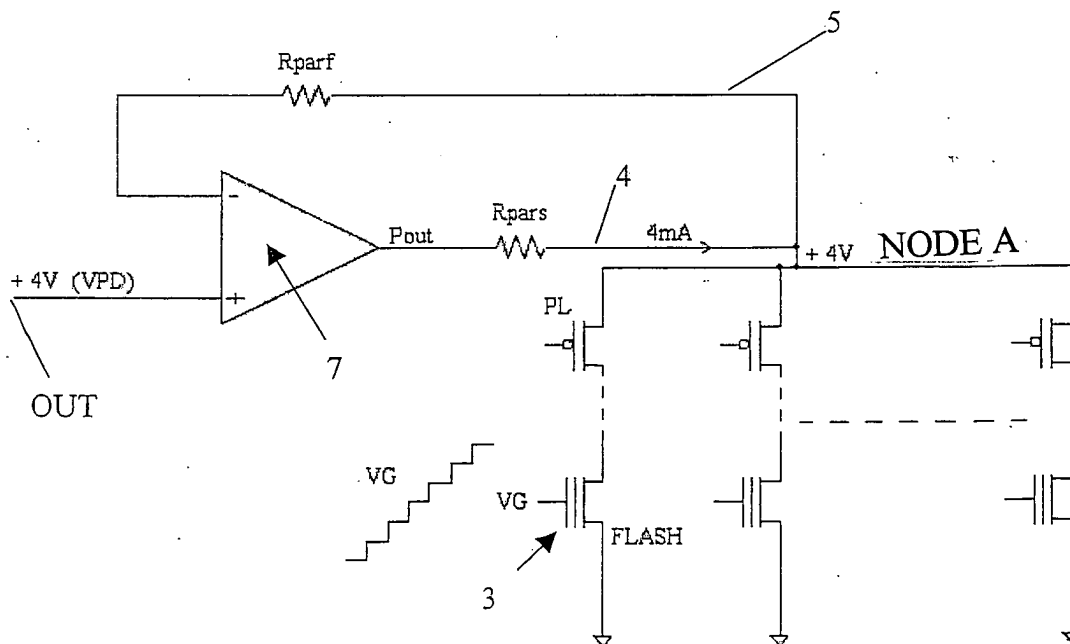 5
Rparf
4
-
Pout
Rpars
4mA
+ 4V
NODE A
+ 4V (VPD)
+
PL
7
OUT
VG
VG
FLASH
3